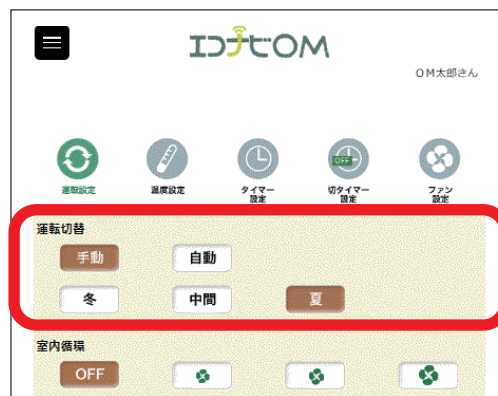 エコナビOM
OM太郎さん
運転設定
温度設定
タイマー
設定
OFF
切タイマー
設定
ファン
設定
運転切替
手動
自動
冬
中間
夏
室内循環
OFF